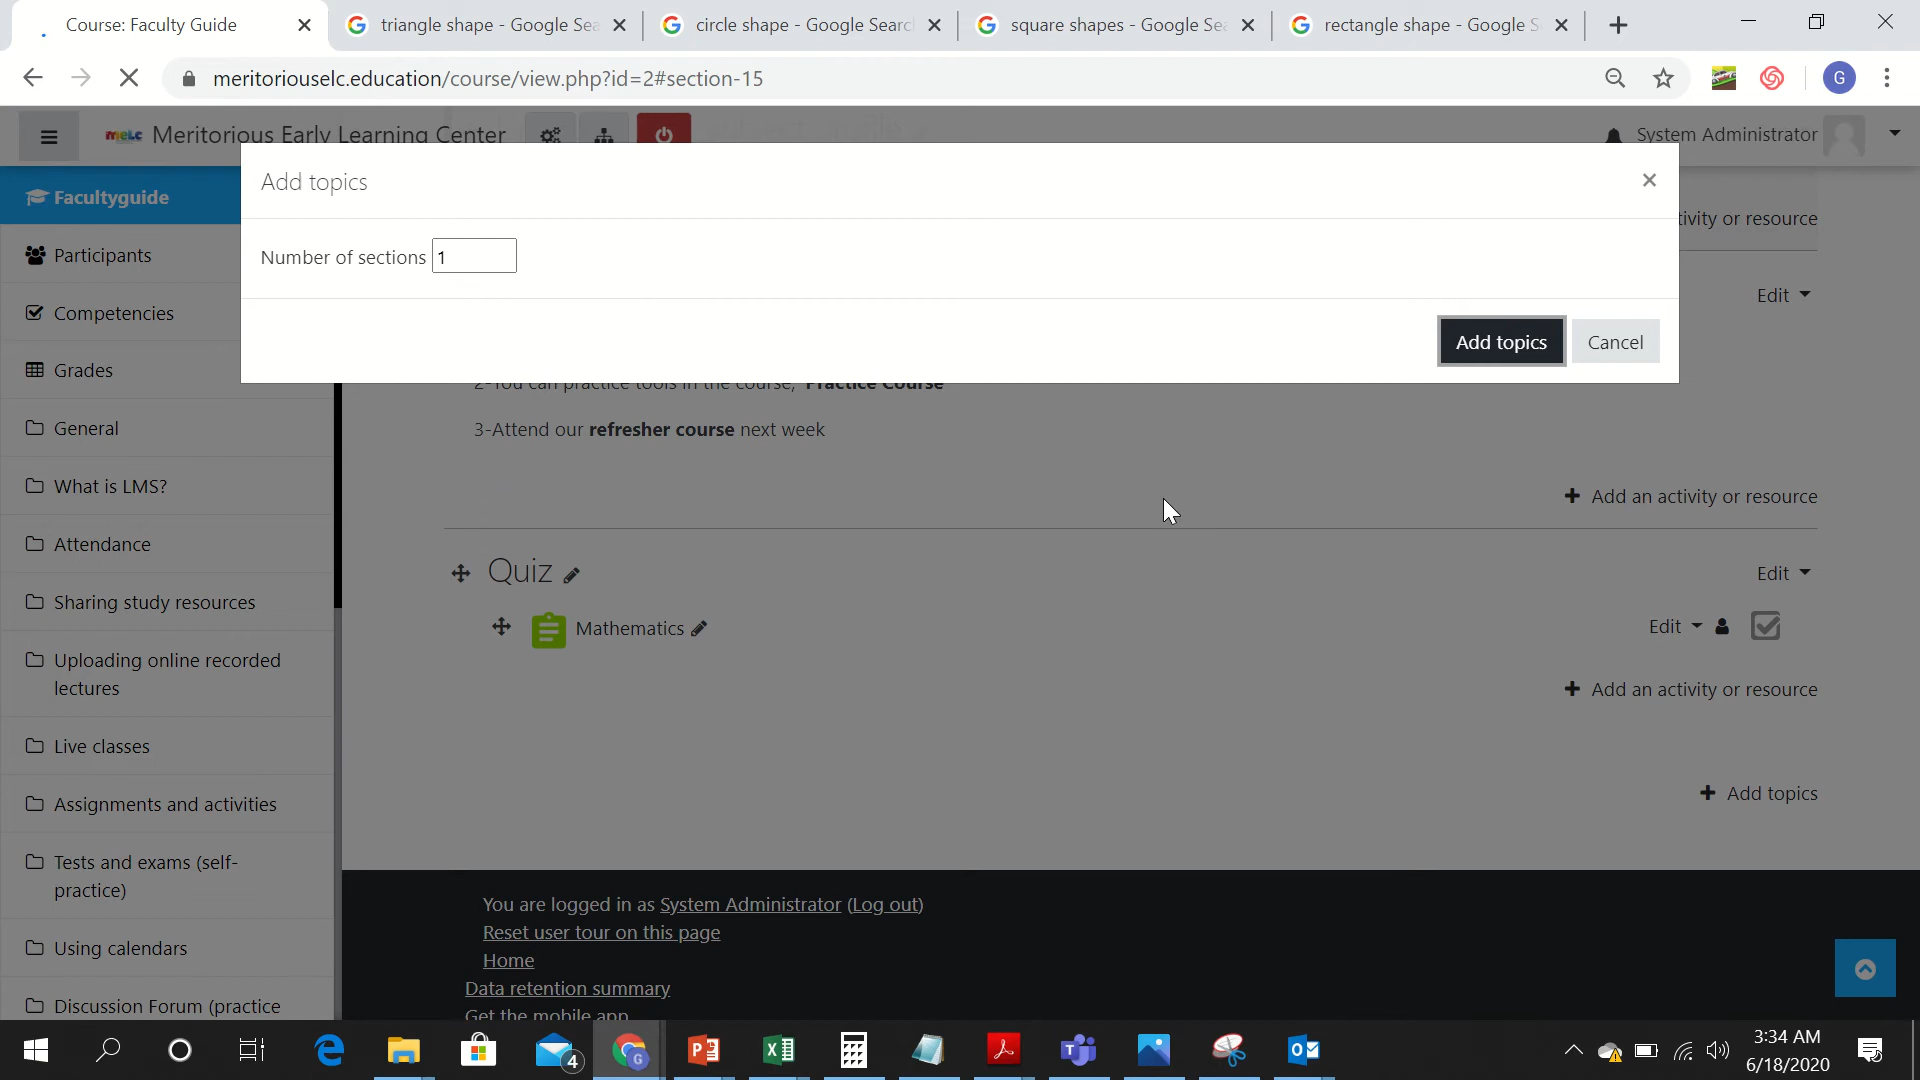 Course: Faculty Guide
triangle shape - Google Sea
circle shape - Google Searc
square shapes - Google Sea
rectangle shape - Google S
meritoriouselc.education/course/view.php?id=2#section-15
G
melc Meritorious Early Learning Center
System Administrator
Add topics
Number of sections 1
Add topics
Cancel
Facultyguide
Participants
Competencies
Grades
General
What is LMS?
Attendance
Sharing study resources
Uploading online recorded
lectures
Live classes
Assignments and activities
Tests and exams (self-
practice)
Using calendars
Discussion Forum (practice
tivity or resource
Edit
2-You can practice tools in the course, "Practice Course"
3-Attend our refresher course next week
Add an activity or resource
Quiz
Edit
Mathematics
Edit
Add an activity or resource
Add topics
You are logged in as System Administrator (Log out)
Reset user tour on this page
Home
Data retention summary
Get the mobile app
4
G
3:34 AM
6/18/2020